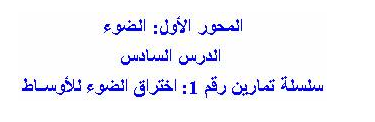 المحور الأول: الضوء
الدرس السادس
سلسلة تمارين رقم 1: اختراق الضوء للأوساط